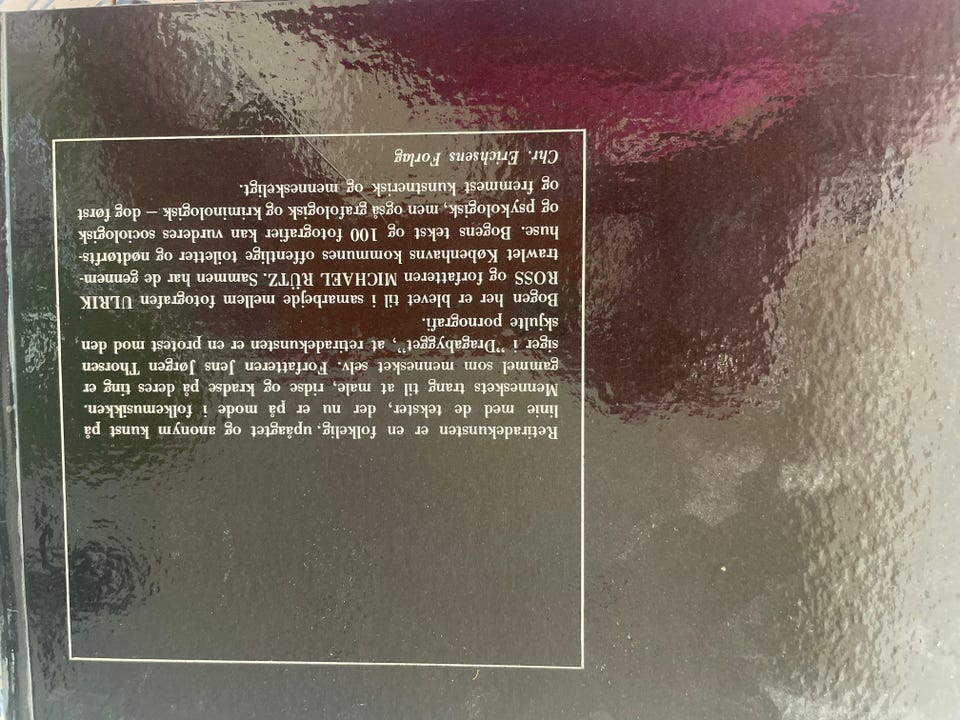 Retiradekunsten er en folkelig, upåagtet og anonym kunst på
linie med de tekster, der nu er på mode i folkemusikken.
Menneskets trang til at male, ridse og kradse på deres ting er
gammel som mennesket selv. Forfatteren Jens Jørgen Thorsen
siger i ”Dragabygget”, at retiradekunsten er en protest mod den
skjulte pornografi.
Bogen her er blevet til i samarbejde mellem fotografen ULRIK
ROSS og forfatteren MICHAEL RÜTZ. Sammen har de gennem-
trawlet Københavns kommunes offentlige toiletter og nødtørfts-
huse. Bogens tekst og 100 fotografier kan vurderes sociologisk
og psykologisk, men også grafologisk og kriminologisk – dog først
og fremmest kunstnerisk og menneskeligt.
Chr. Erichsens Forlag